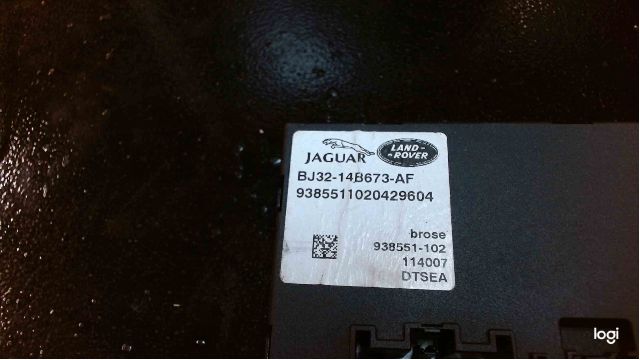 JAGUAR
LAND-
-ROVER
BJ32-14B673-AF
9385511020429604
brose
938551-102
114007
DTSEA
logi